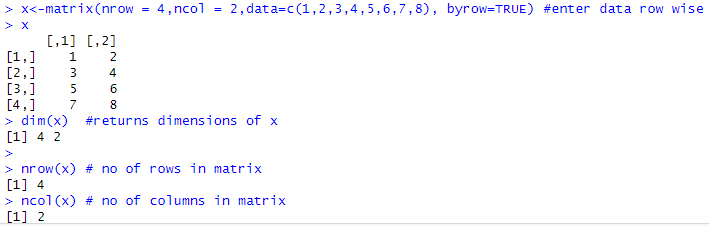 > x<-matrix(nrow = 4,ncol = 2,data=c(1,2,3,4,5,6,7,8), byrow=TRUE) #enter data row wise
> x
     [,1] [,2]
[1,]    1    2
[2,]    3    4
[3,]    5    6
[4,]    7    8
> dim(x)  #returns dimensions of x
[1] 4 2
>
> nrow(x) # no of rows in matrix
[1] 4
> ncol(x) # no of columns in matrix
[1] 2